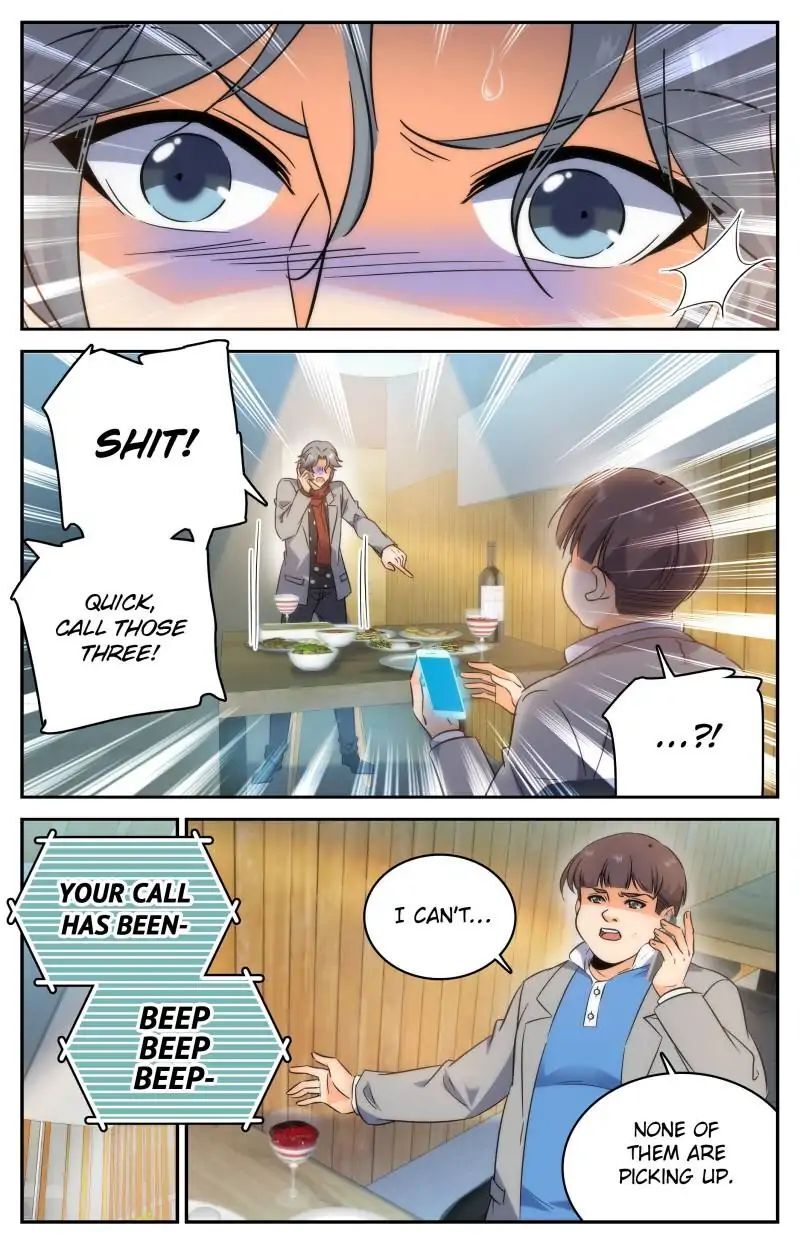 SHIT!
QUICK,
CALL THOSE
THREE!
...?!
YOUR CALL
HAS BEEN-
BEEP
BEEP
BEEP-
I CAN'T...
NONE OF
THEM ARE
PICKING UP.